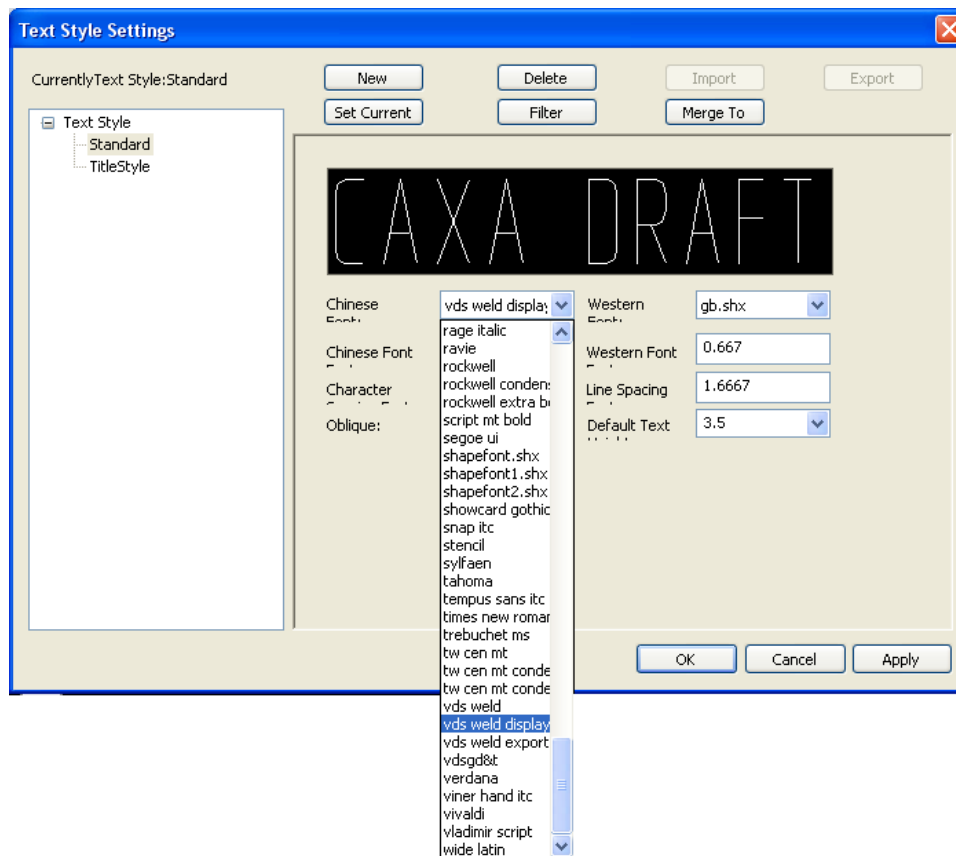 Text Style Settings
CurrentlyText Style:Standard
New
Delete
Import
Export
Set Current
Filter
Merge To
Text Style
Standard
TitleStyle
CAXA DRAFT
Chinese
vds weld display
Western
gb.shx
Chinese Font
Western Font
0.667
Character
Line Spacing
1.6667
Oblique:
Default Text
3.5
rage italic
ravie
rockwell
rockwell condens
rockwell extra b
script mt bold
segoe ui
shapefont.shx
shapefont1.shx
shapefont2.shx
showcard gothic
snap itc
stencil
sylfaen
tahoma
tempus sans itc
times new roman
trebuchet ms
tw cen mt
tw cen mt conde
tw cen mt conde
vds weld
vds weld display
vds weld export
vdsgd&t
verdana
viner hand itc
vivaldi
vladimir script
wide latin
OK
Cancel
Apply